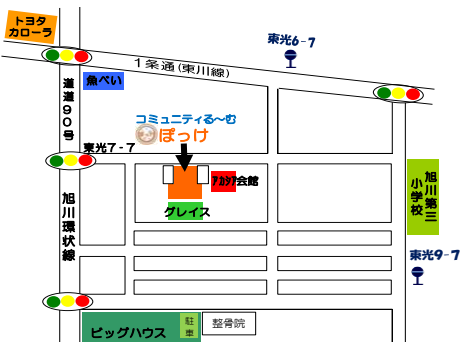 トヨタ
カローラ
東光6-7
1条通(東川線)
魚べい
道道90号
コミュニティる～む
ぽっけ
東光7-7
アカシア会館
旭川第三
小学校
旭川環状線
グレイス
東光9-7
ビッグハウス
駐車
整骨院